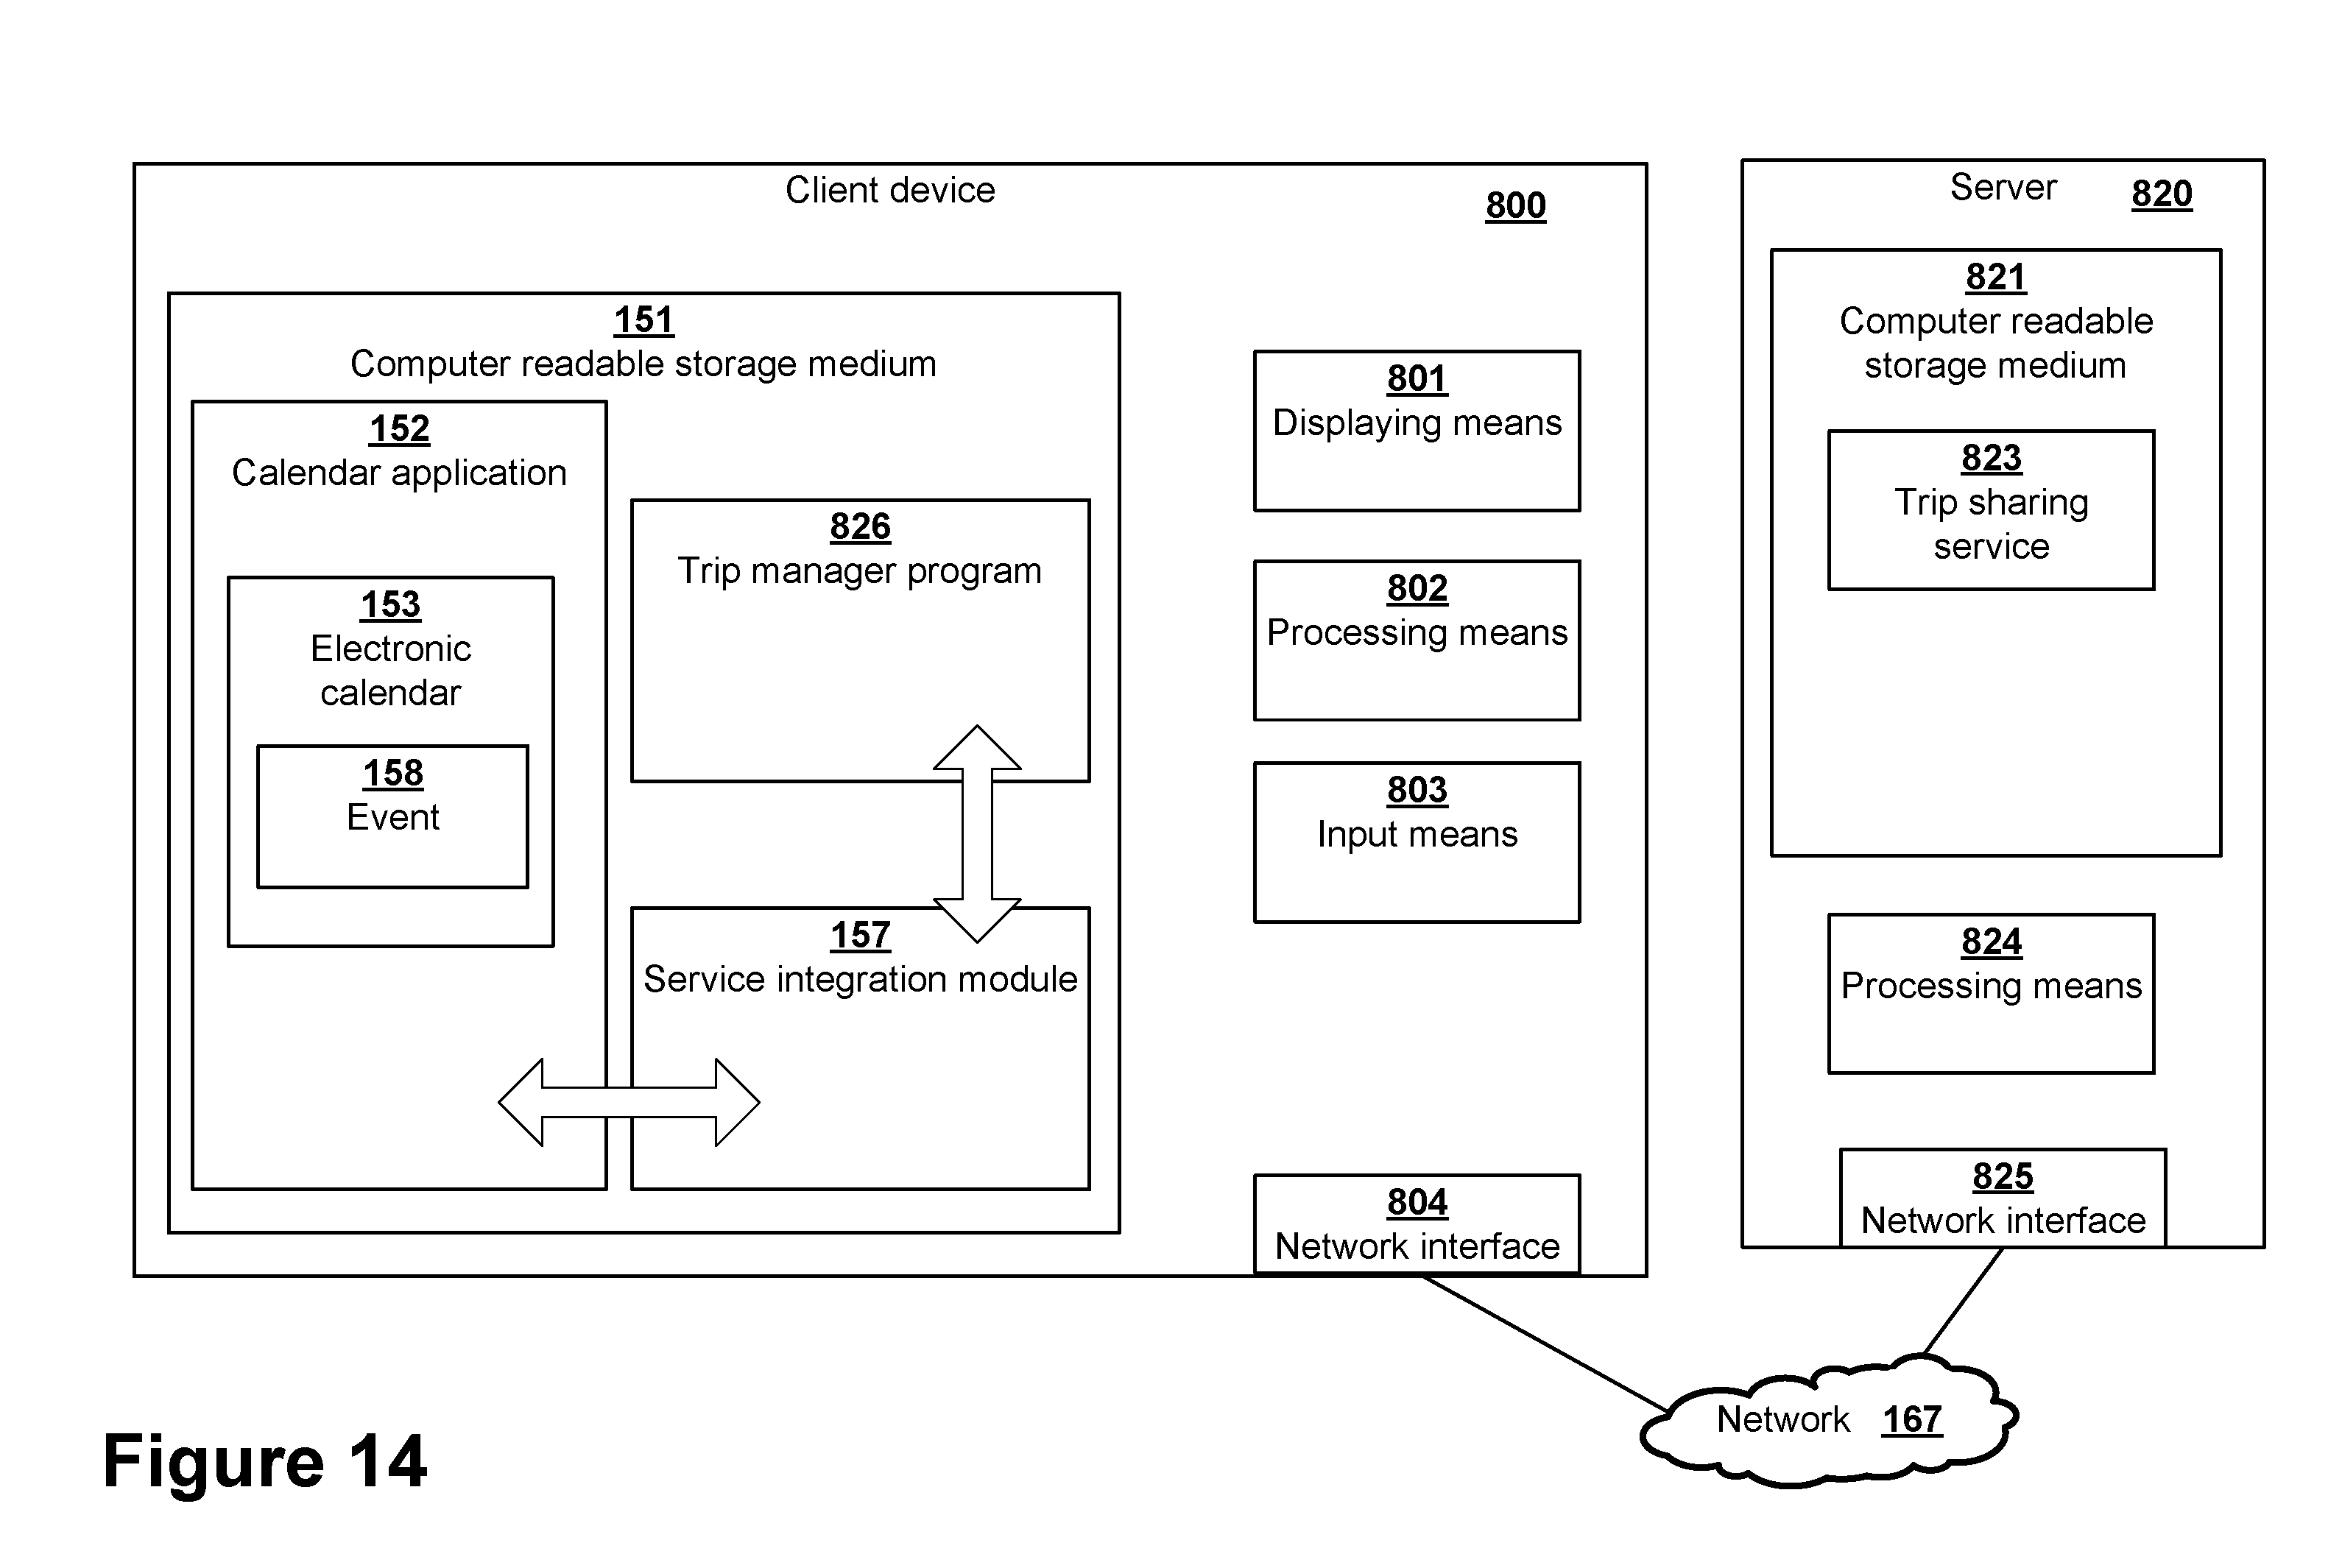 Client device
800
151
Computer readable storage medium
152
Calendar application
153
Electronic
calendar
158
Event
826
Trip manager program
157
Service integration module
801
Displaying means
802
Processing means
803
Input means
804
Network interface
Server 820
821
Computer readable
storage medium
823
Trip sharing
service
824
Processing means
825
Network interface
Network 167
Figure 14